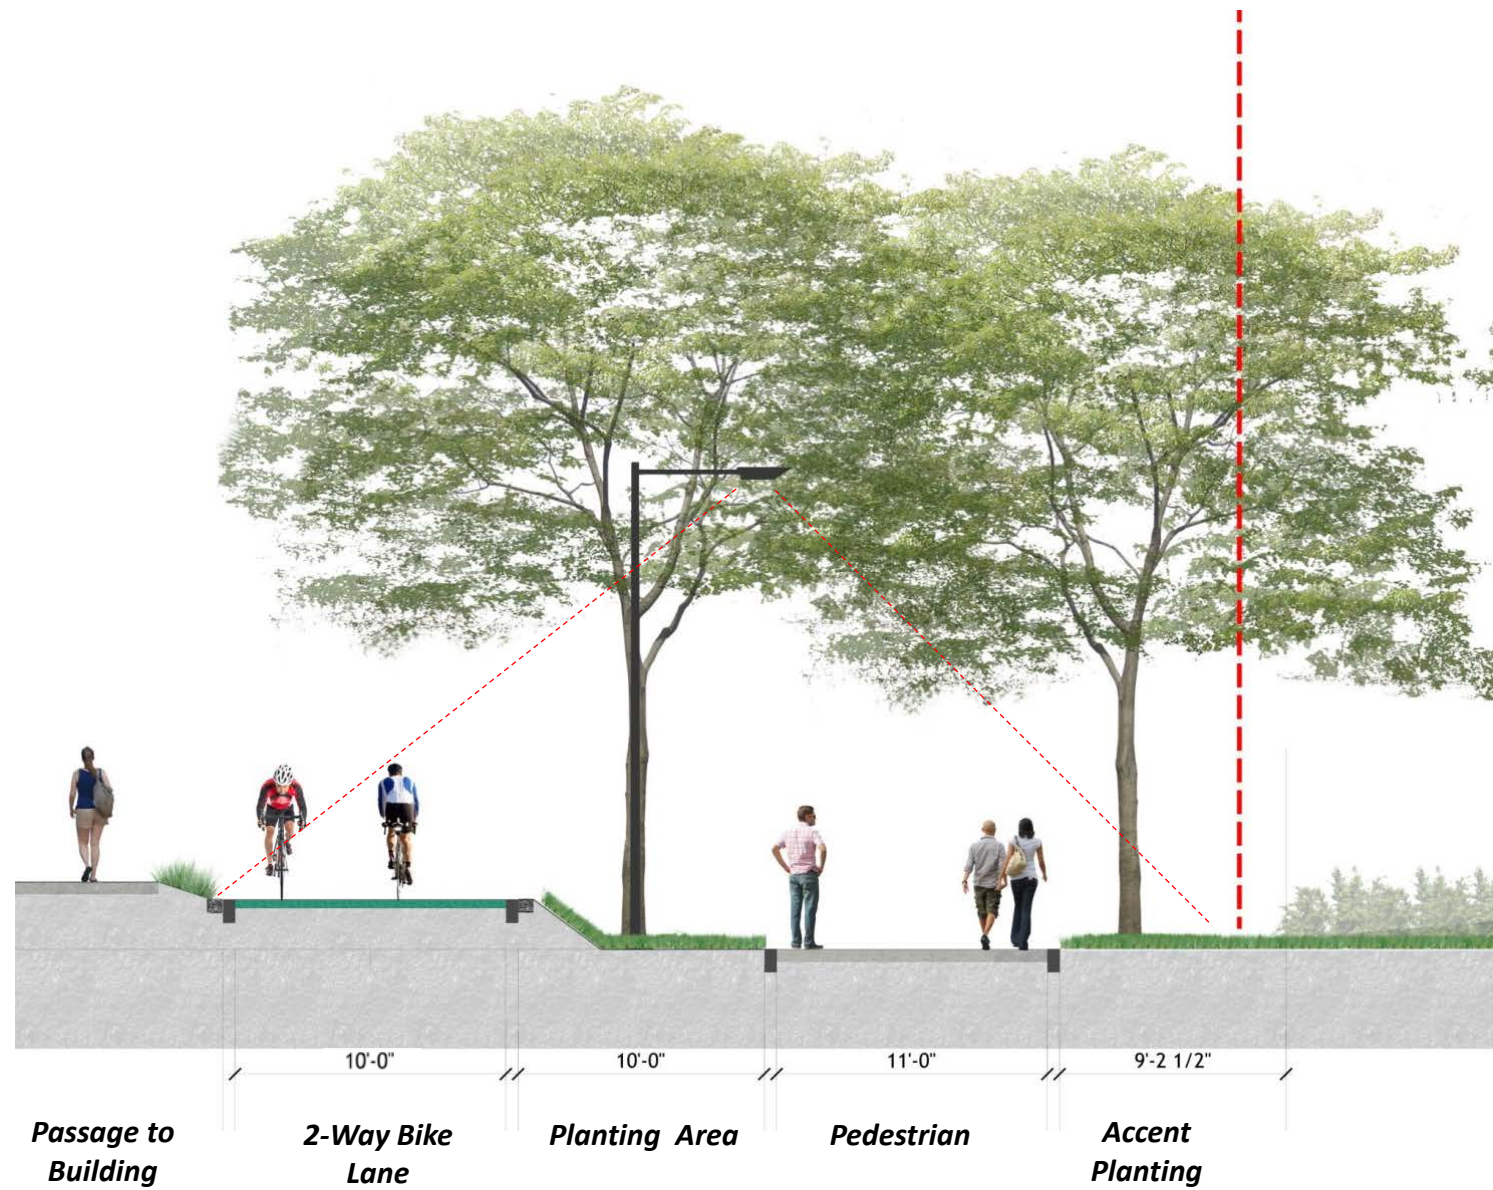 10'-0"
10'-0"
11'-0"
9'-2 1/2"
Passage to
Building
2-Way Bike
Lane
Planting Area
Pedestrian
Accent
Planting